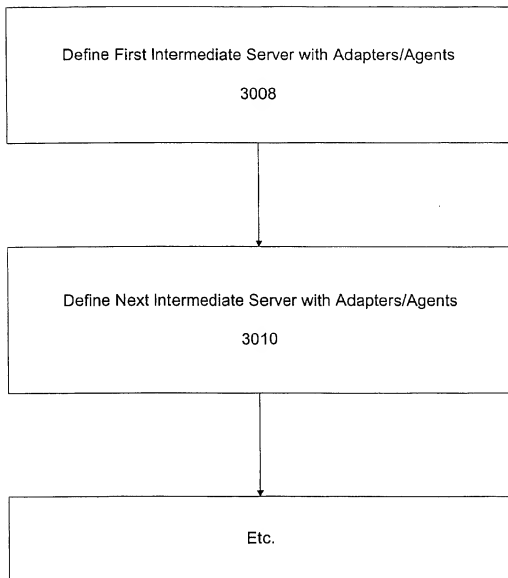 Define First Intermediate Server with Adapters/Agents
3008
Define Next Intermediate Server with Adapters/Agents
3010
Etc.